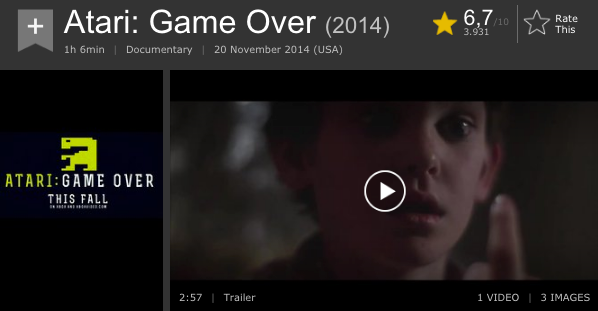 Atari: Game Over (2014)
1h 6min | Documentary | 20 November 2014 (USA)
6,7/10
3.931
Rate
This
ATARI:GAME OVER
THIS FALL
2:57 | Trailer
1 VIDEO | 3 IMAGES